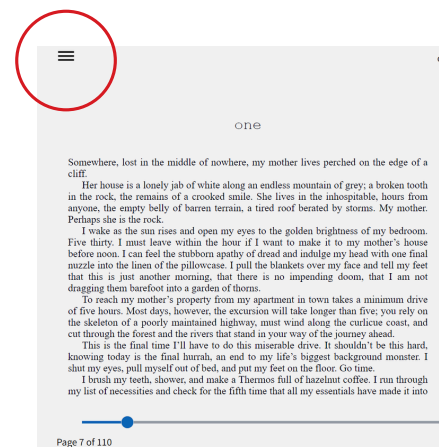 one
Somewhere, lost in the middle of nowhere, my mother lives perched on the edge of a
cliff.
Her house is a lonely jab of white along an endless mountain of grey; a broken tooth
in the rock, the remains of a crooked smile. She lives in the inhospitable, hours from
anyone, the empty belly of barren terrain, a tired roof berated by storms. My mother.
Perhaps she is the rock.
I wake as the sun rises and open my eyes to the golden brightness of my bedroom.
Five thirty. I must leave within the hour if I want to make it to my mother's house
before noon. I can feel the stubborn apathy of dread and indulge my head with one final
nuzzle into the linen of the pillowcase. I pull the blankets over my face and tell my feet
that this is just another morning, that there is no impending doom, that I am not
dragging them barefoot into a garden of thorns.
To reach my mother's property from my apartment in town takes a minimum drive
of five hours. Most days, however, the excursion will take longer than five; you rely on
the skeleton of a poorly maintained highway, must wind along the curlicue coast, and
cut through the forest and the rivers that stand in your way of the journey ahead.
This is the final time I'll have to do this miserable drive. It shouldn't be this hard,
knowing today is the final hurrah, an end to my life's biggest background monster. I
shut my eyes, pull myself out of bed, and put my feet on the floor. Go time.
I brush my teeth, shower, and make a Thermos full of hazelnut coffee. I run through
my list of necessities and check for the fifth time that all my essentials have made it into
Page 7 of 110